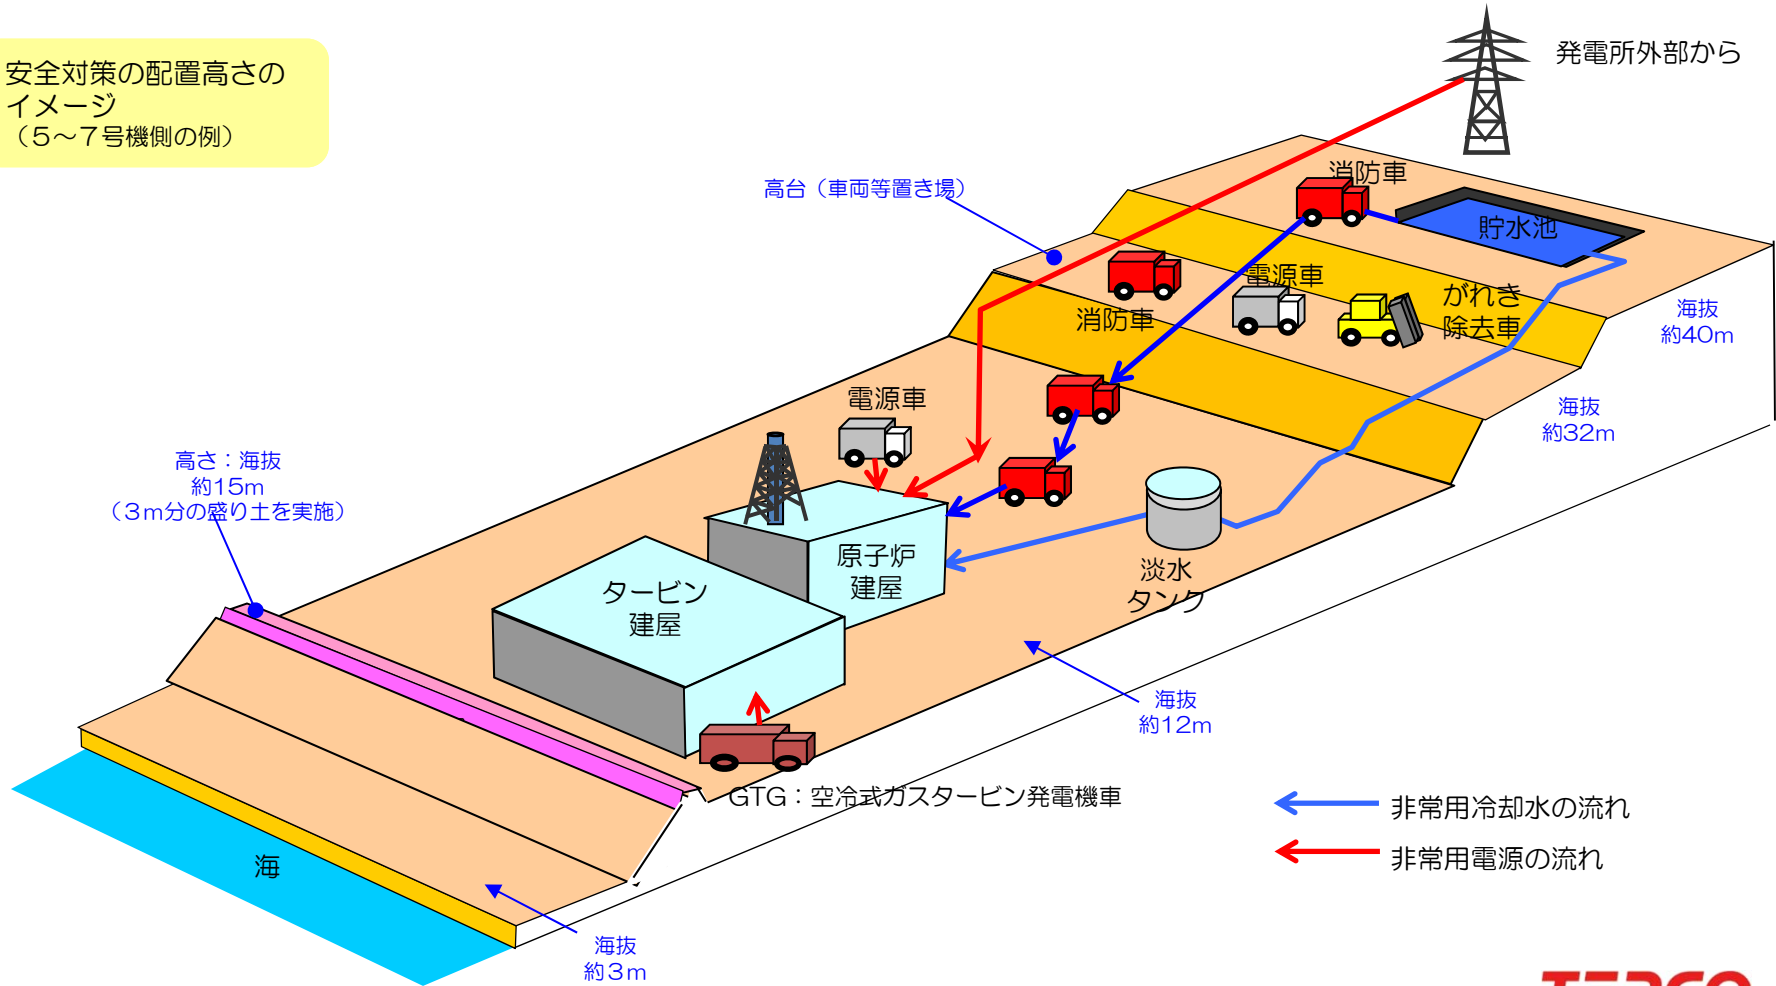 安全対策の配置高さの
イメージ
（５～７号機側の例）
発電所外部から
消防車
高台（車両等置き場）
貯水池
電源車
がれき
除去車
消防車
海抜
約40m
海抜
約32m
電源車
高さ：海抜
約15m
（３ｍ分の盛り土を実施）
原子炉
建屋
淡水
タンク
タービン
建屋
海抜
約12m
GTG：空冷式ガスタービン発電機車
非常用冷却水の流れ
非常用電源の流れ
海
海抜
約３ｍ
TEPCO